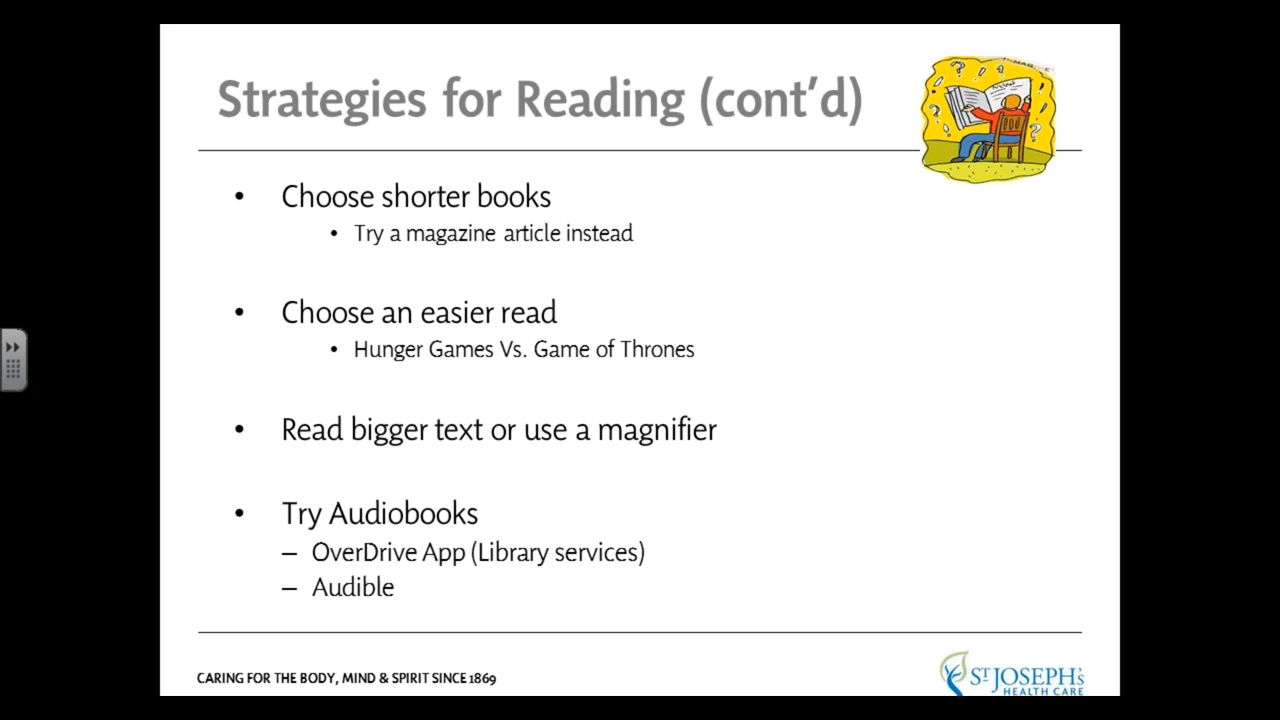 Strategies for Reading (cont'd)
NEWS
• Choose shorter books
• Try a magazine article instead
• Choose an easier read
• Hunger Games Vs. Game of Thrones
• Read bigger text or use a magnifier
• Try Audiobooks
– OverDrive App (Library services)
– Audible
CARING FOR THE BODY, MIND & SPIRIT SINCE 1869
ST JOSEPH'S
HEALTH CARE